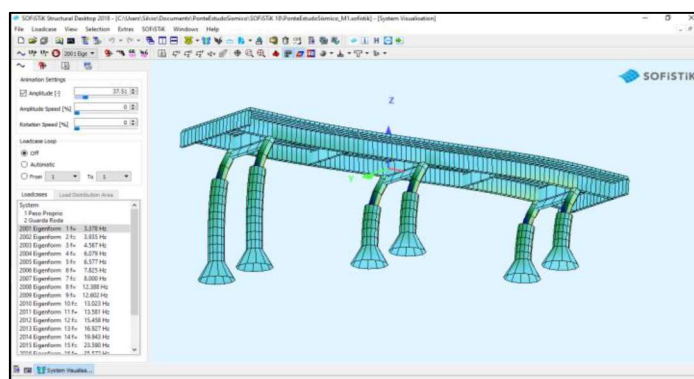 SOFiSTiK Structural Desktop 2018 - [C:\Users\Silvio\Documents\PonteEstudoSismico\SOFiSTiK 18\PonteEstudoSismico_M1.sofistik] - [System Visualisation]
File Loadcase View Selection Extras SOFiSTiK Windows Help
2001 Eige
Animation Settings
Amplitude [-] 37.51
Amplitude Speed [%] 0
Rotation Speed [%] 0
Loadcase Loop
Off
Automatic
From 1 To 1
Loadcases Load Distribution Area
System
1 Peso Proprio
2 Guarda Roda
2001 Eigenform 1 f= 3.378 Hz
2002 Eigenform 2 f= 3.935 Hz
2003 Eigenform 3 f= 4.567 Hz
2004 Eigenform 4 f= 6.079 Hz
2005 Eigenform 5 f= 6.577 Hz
2006 Eigenform 6 f= 7.825 Hz
2007 Eigenform 7 f= 8.000 Hz
2008 Eigenform 8 f= 12.388 Hz
2009 Eigenform 9 f= 12.602 Hz
2010 Eigenform 10 f= 13.023 Hz
2011 Eigenform 11 f= 13.581 Hz
2012 Eigenform 12 f= 15.458 Hz
2013 Eigenform 13 f= 16.927 Hz
2014 Eigenform 14 f= 19.843 Hz
2015 Eigenform 15 f= 23.590 Hz
System Visualisa...
SOFiSTiK
Z
Y